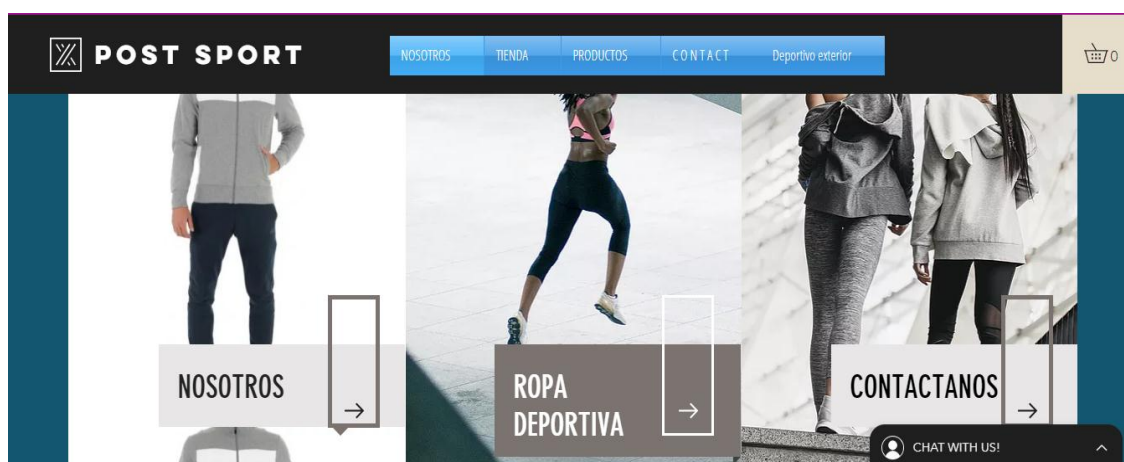 POST SPORT
NOSOTROS
TIENDA
PRODUCTOS
CONTACT
Deportivo exterior
0
NOSOTROS
ROPA
DEPORTIVA
CONTACTANOS
CHAT WITH US!